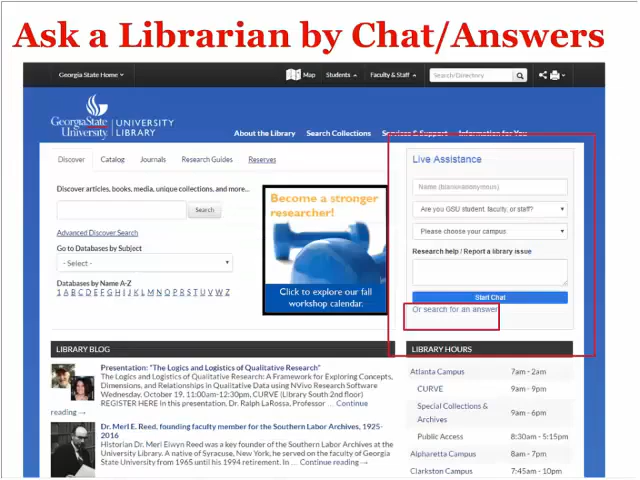 Ask a Librarian by Chat/Answers
Georgia State Home
Map
Students
Faculty & Staff
Search/Directory
GeorgiaState University
UNIVERSITY LIBRARY
About the Library
Search Collections
Services & Support
Information for You
Discover
Catalog
Journals
Research Guides
Reserves
Discover articles, books, media, unique collections, and more...
Search
Advanced Discover Search
Go to Databases by Subject
- Select -
Databases by Name A-Z
1 A B C D E F G H I J K L M N O P Q R S T U V W Z
Become a stronger
researcher!
Click to explore our fall
workshop calendar.
Live Assistance
Name (blank=anonymous)
Are you GSU student, faculty, or staff?
Please choose your campus
Research help / Report a library issue
Start Chat
Or search for an answer
LIBRARY BLOG
Presentation: "The Logics and Logistics of Qualitative Research"
The Logics and Logistics of Qualitative Research: A Framework for Exploring Concepts,
Dimensions, and Relationships in Qualitative Data using NVivo Research Software
Wednesday, October 19, 11:00am-12:30pm, CURVE (Library South 2nd floor)
REGISTER HERE In this presentation, Dr. Ralph LaRossa, Professor ... Continue
reading →
Dr. Merl E. Reed, founding faculty member for the Southern Labor Archives, 1925-
2016
Historian Dr. Merl Elwyn Reed was a key founder of the Southern Labor Archives at the
University Library. A native of Syracuse, New York, he served on the faculty of Georgia
State University from 1965 until his 1994 retirement. In ... Continue reading→
LIBRARY HOURS
Atlanta Campus 7am - 2am
CURVE 9am - 9pm
Special Collections &
Archives 9am - 6pm
Public Access 8:30am - 5:15pm
Alpharetta Campus 8am - 7pm
Clarkston Campus 7:45am - 10pm